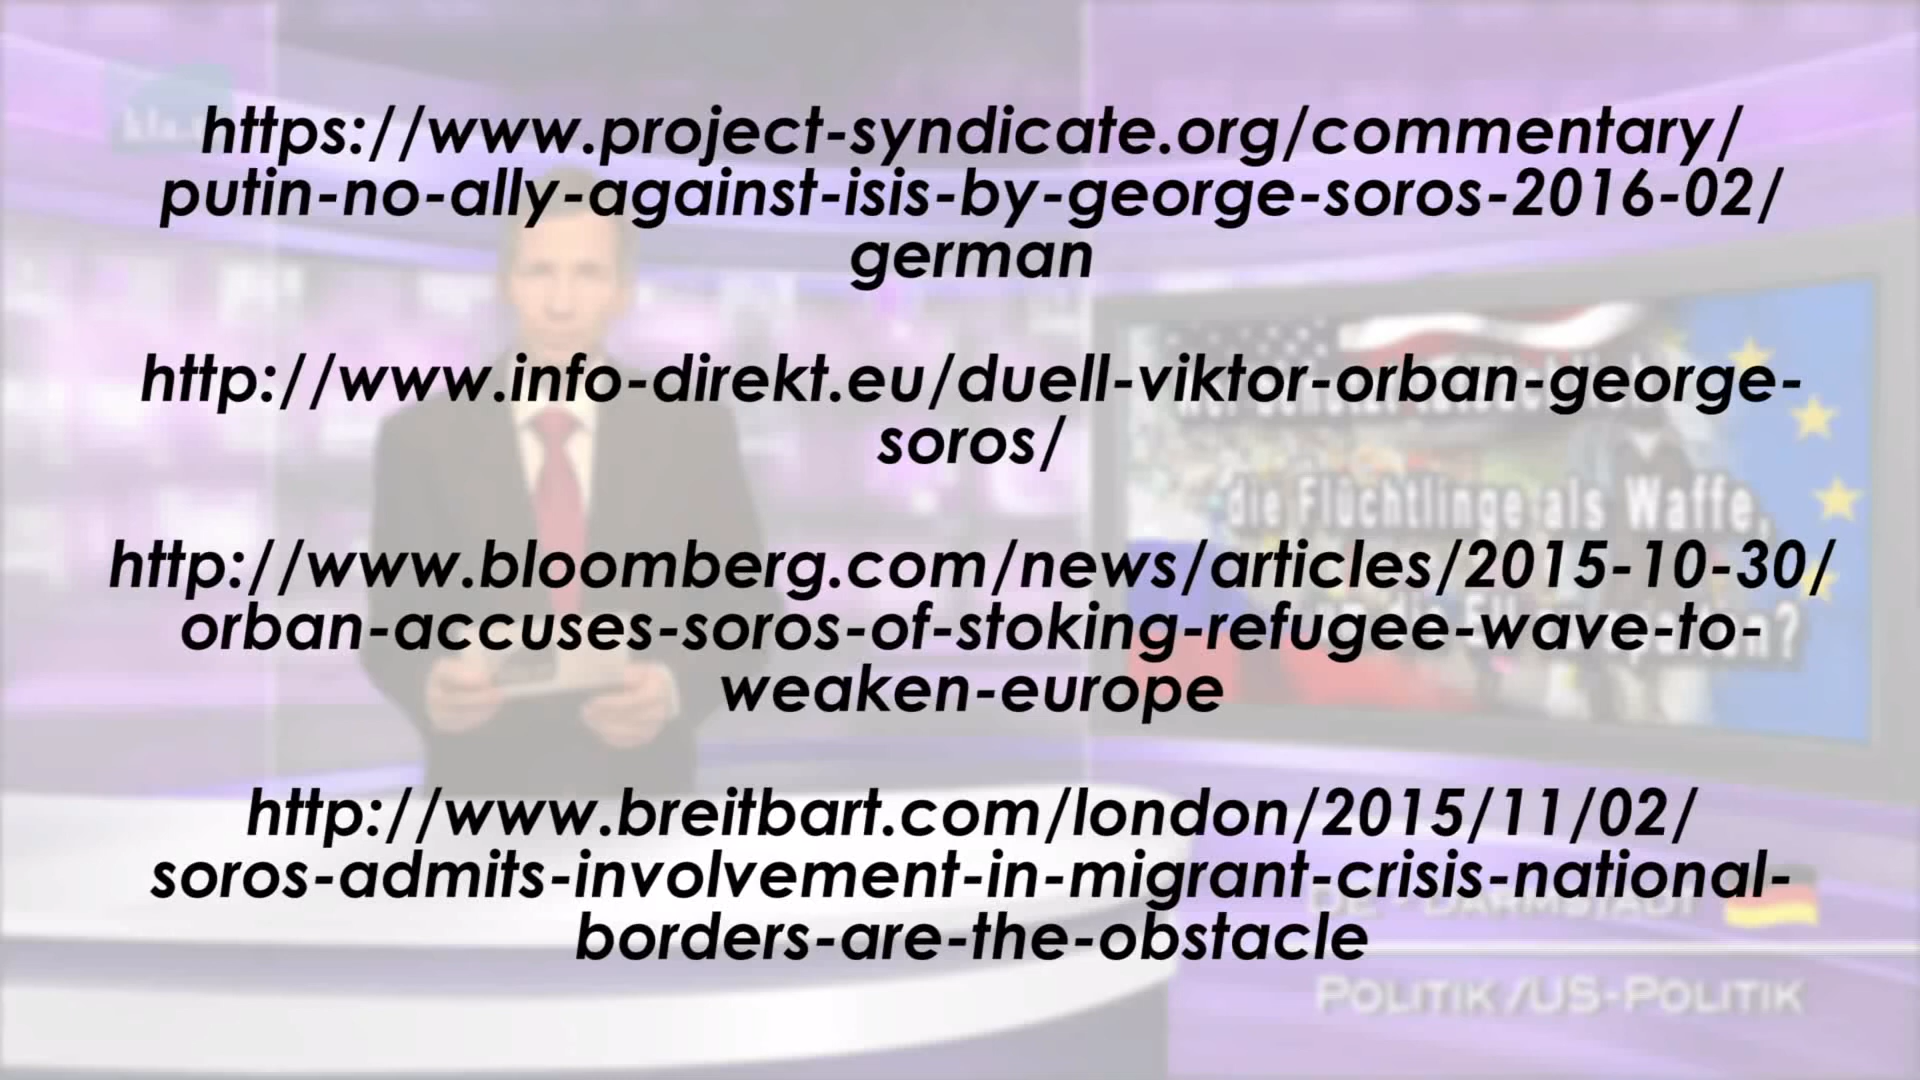 kla.
https://www.project-syndicate.org/commentary/
putin-no-ally-against-isis-by-george-soros-2016-02/
german
http://www.info-direkt.eu/duell-viktor-orban-george-
soros/
die Flüchtlinge als Waffe,
http://www.bloomberg.com/news/articles/2015-10-30/
orban-accuses-soros-of-stoking-refugee-wave-to-
weaken-europe
http://www.breitbart.com/london/2015/11/02/
soros-admits-involvement-in-migrant-crisis-national-
borders-are-the-obstacle
DE - DARMSTADT
POLITIK /US-POLITIK